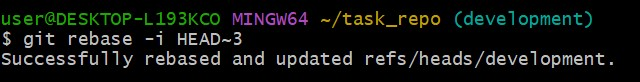 user@DESKTOP-L193KCO MINGW64 ~/task_repo (development)
$ git rebase -i HEAD~3
Successfully rebased and updated refs/heads/development.